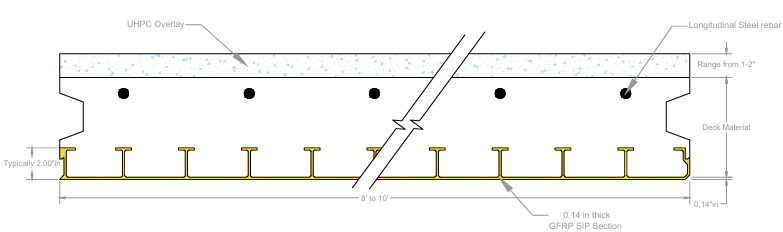 UHPC Overlay
Longitudinal Steel rebar
Range from 1-2"
Deck Material
Typically 2.00"in
8' to 10'
0.14"in
0.14 in thick
GFRP SIP Section